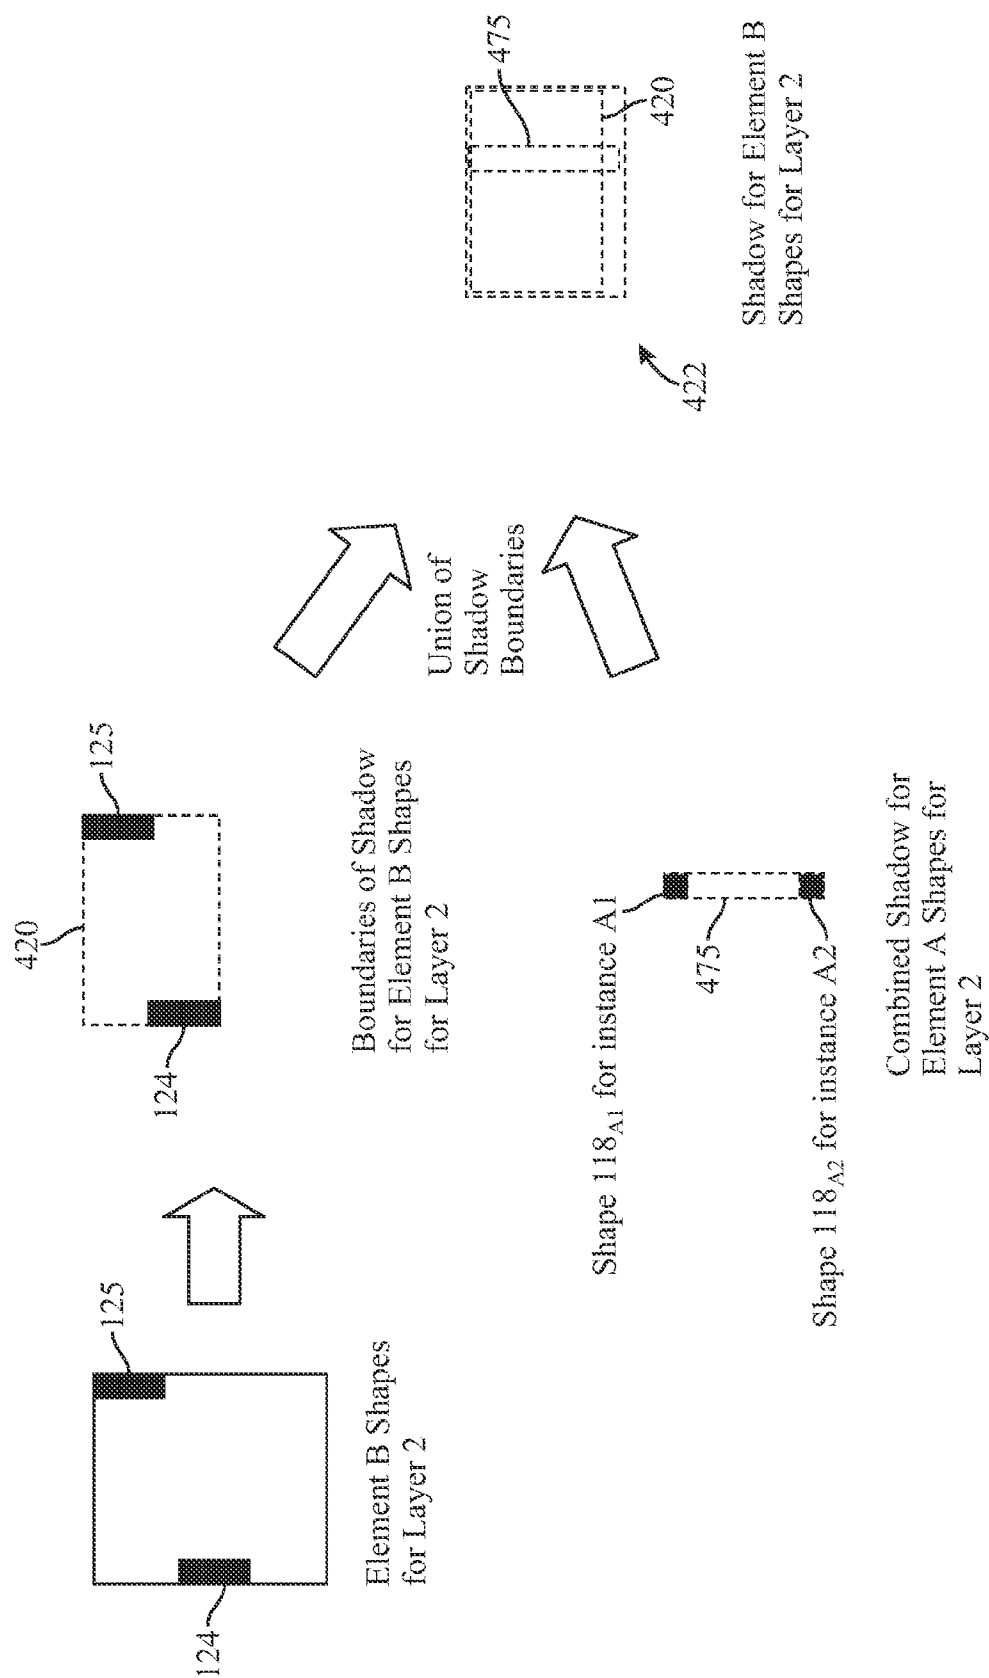 124
125
Element B Shapes
for Layer 2
420
124
125
Boundaries of Shadow
for Element B Shapes
for Layer 2
Shape 118A1 for instance A1
475
Shape 118A2 for instance A2
Combined Shadow for
Element A Shapes for
Layer 2
Union of
Shadow
Boundaries
475
420
422
Shadow for Element B
Shapes for Layer 2